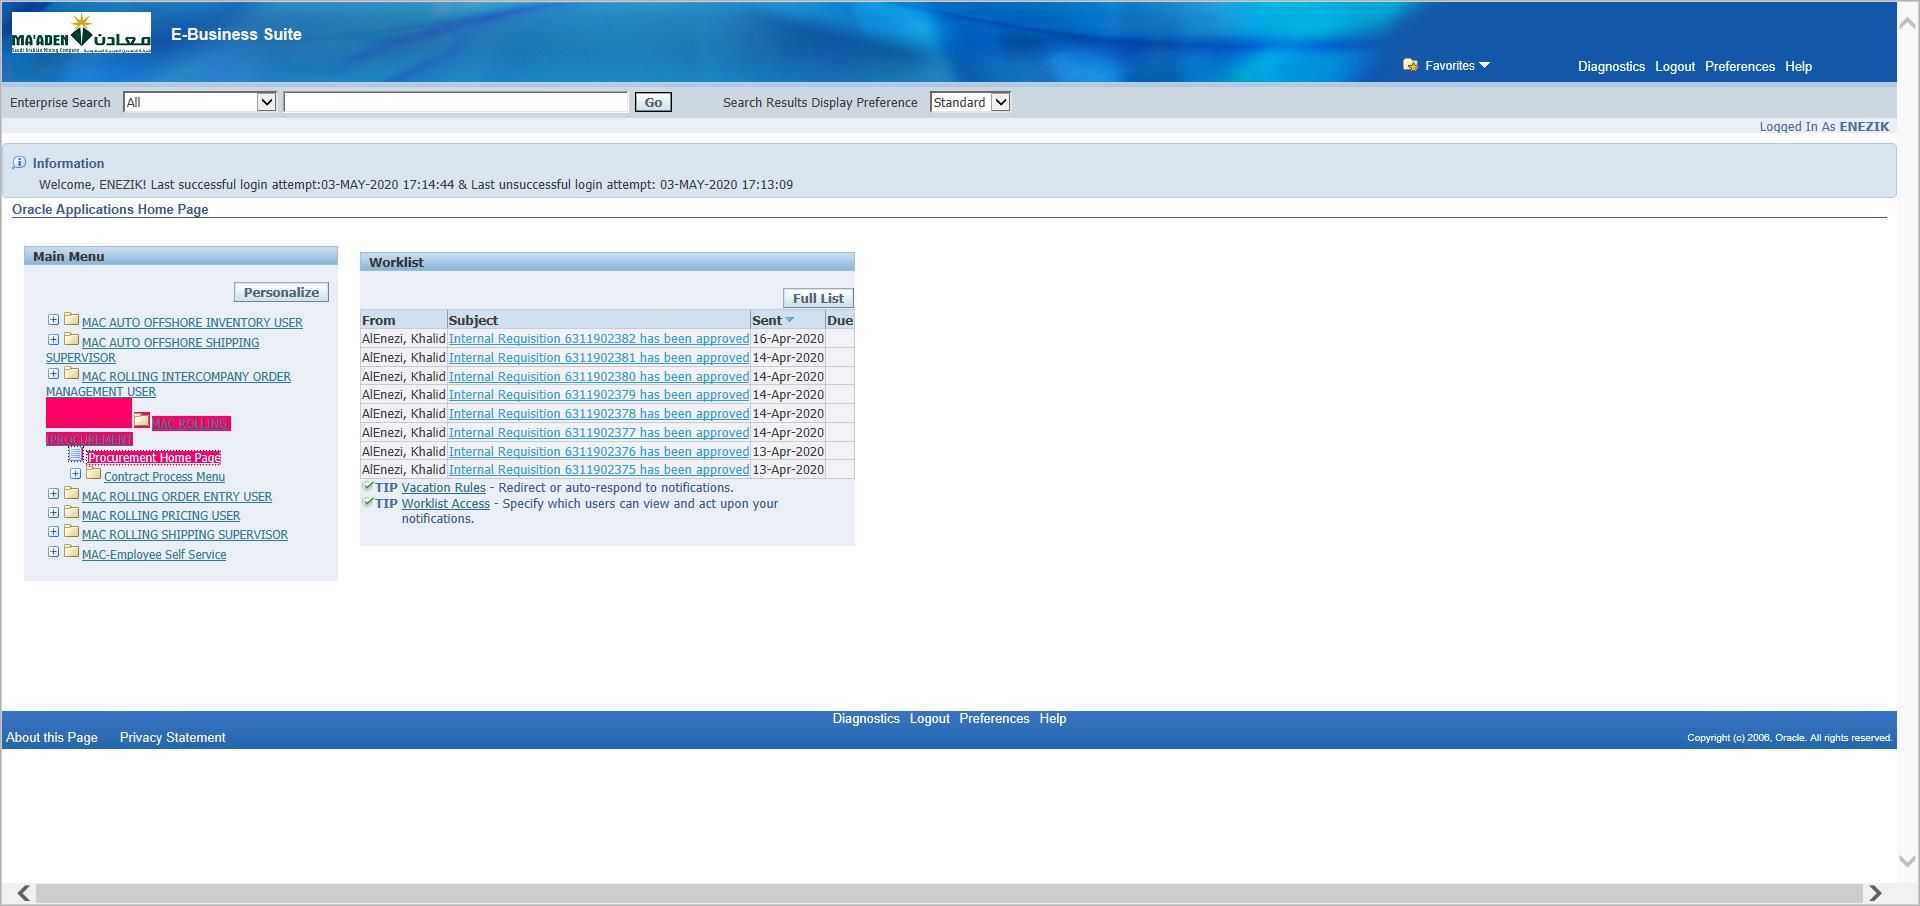 MA'ADEN معادن
Saudi Arabian Mining Company
E-Business Suite
Favorites
Diagnostics Logout Preferences Help
Enterprise Search All Go Search Results Display Preference Standard
Logged In As ENEZIK
Information
Welcome, ENEZIK! Last successful login attempt:03-MAY-2020 17:14:44 & Last unsuccessful login attempt: 03-MAY-2020 17:13:09
Oracle Applications Home Page
Main Menu
Personalize
MAC AUTO OFFSHORE INVENTORY USER
MAC AUTO OFFSHORE SHIPPING
SUPERVISOR
MAC ROLLING INTERCOMPANY ORDER
MANAGEMENT USER
MAC ROLLING
IPROCUREMENT
Procurement Home Page
Contract Process Menu
MAC ROLLING ORDER ENTRY USER
MAC ROLLING PRICING USER
MAC ROLLING SHIPPING SUPERVISOR
MAC-Employee Self Service
Worklist
Full List
From Subject Sent Due
AlEnezi, Khalid Internal Requisition 6311902382 has been approved 16-Apr-2020
AlEnezi, Khalid Internal Requisition 6311902381 has been approved 14-Apr-2020
AlEnezi, Khalid Internal Requisition 6311902380 has been approved 14-Apr-2020
AlEnezi, Khalid Internal Requisition 6311902379 has been approved 14-Apr-2020
AlEnezi, Khalid Internal Requisition 6311902378 has been approved 14-Apr-2020
AlEnezi, Khalid Internal Requisition 6311902377 has been approved 14-Apr-2020
AlEnezi, Khalid Internal Requisition 6311902376 has been approved 13-Apr-2020
AlEnezi, Khalid Internal Requisition 6311902375 has been approved 13-Apr-2020
TIP Vacation Rules - Redirect or auto-respond to notifications.
TIP Worklist Access - Specify which users can view and act upon your
notifications.
Diagnostics Logout Preferences Help
About this Page Privacy Statement
Copyright (c) 2006, Oracle. All rights reserved.